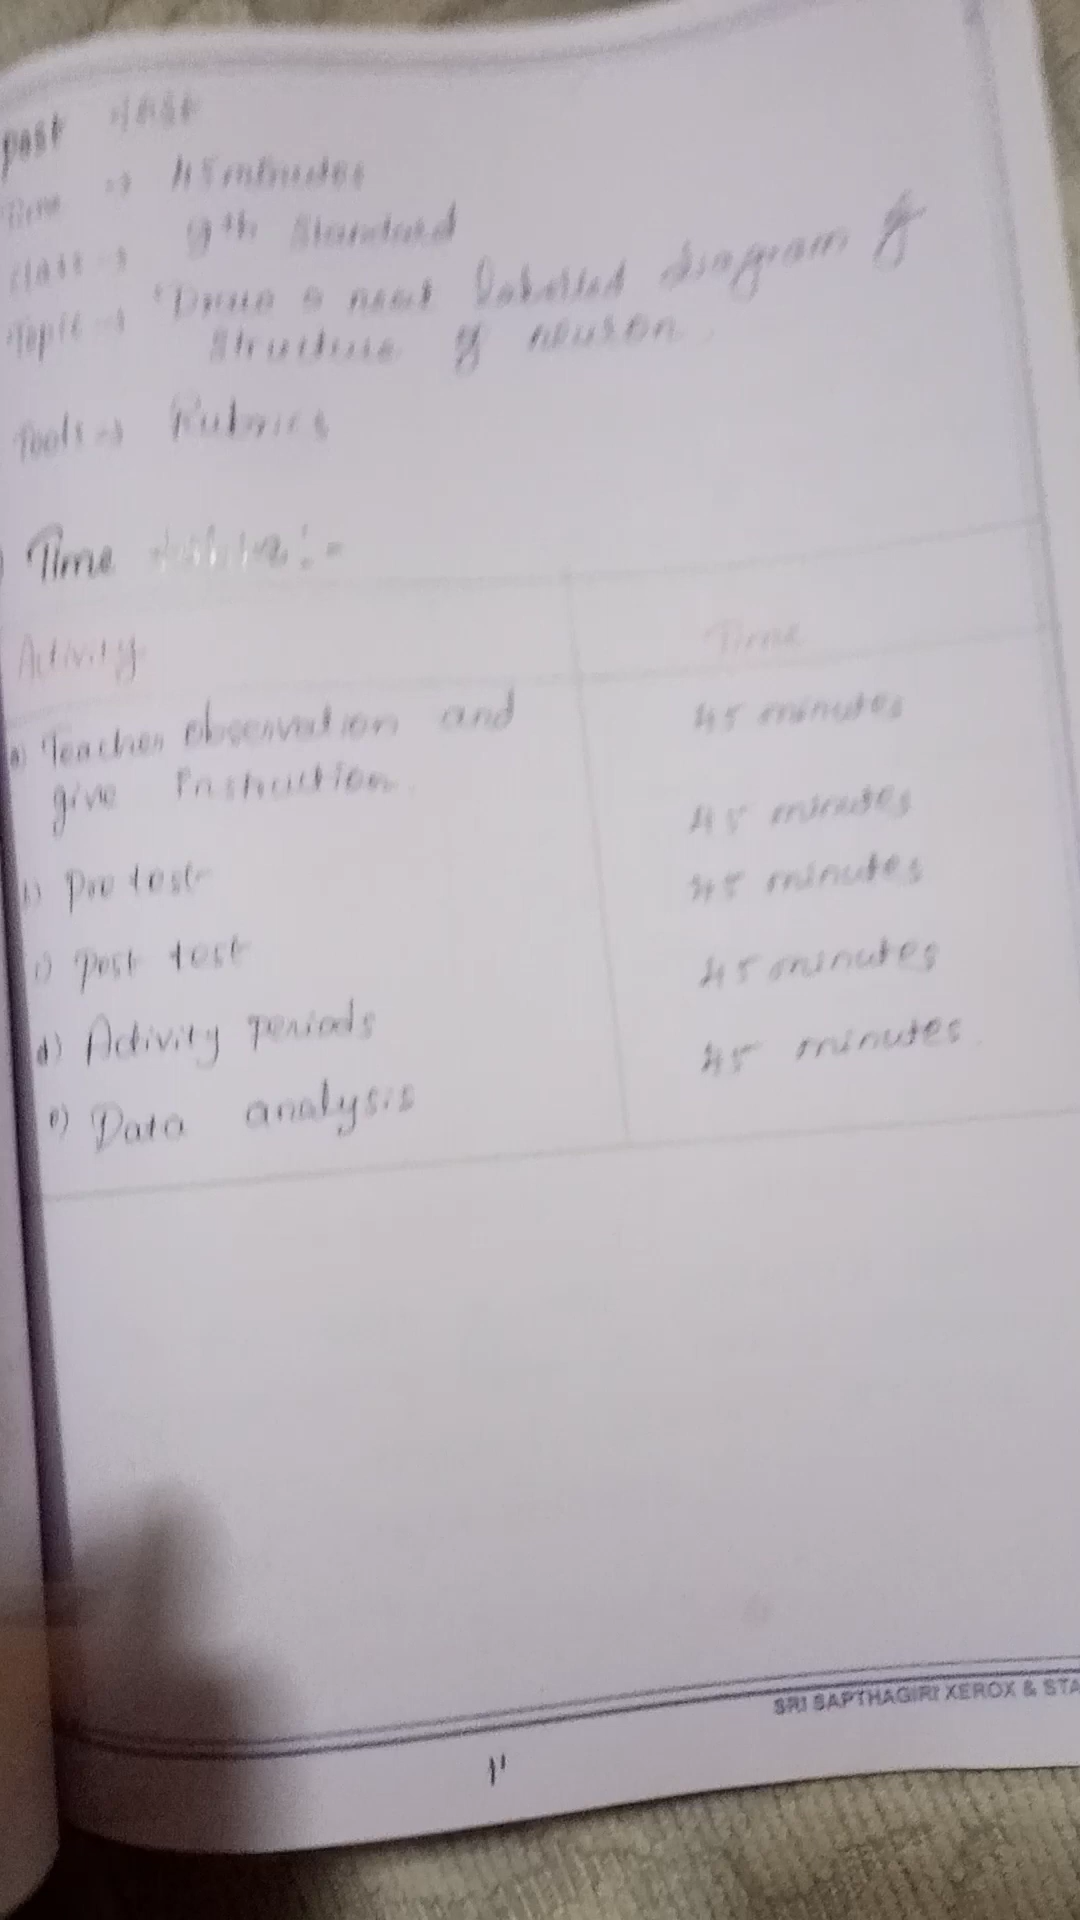 Post test
Time → 45 minutes
Class → 9th Standard
Topic → "Draw a neat labelled diagram of
Structure of neuron.
Tools → Rubrics
Time table :-
Activity Time
a) Teacher observation and 45 minutes
give Instruction.
45 minutes
b) Pre test 45 minutes
c) Post test 45 minutes
d) Activity periods 45 minutes.
e) Data analysis
SRI SAPTHAGIRI XEROX & STA
11